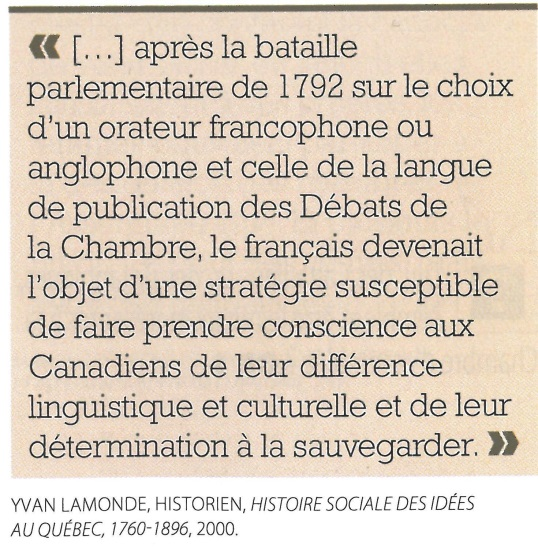 « […] après la bataille
parlementaire de 1792 sur le choix
d'un orateur francophone ou
anglophone et celle de la langue
de publication des Débats de
la Chambre, le français devenait
l'objet d'une stratégie susceptible
de faire prendre conscience aux
Canadiens de leur différence
linguistique et culturelle et de leur
détermination à la sauvegarder. »
YVAN LAMONDE, HISTORIEN, HISTOIRE SOCIALE DES IDÉES
AU QUÉBEC, 1760-1896, 2000.